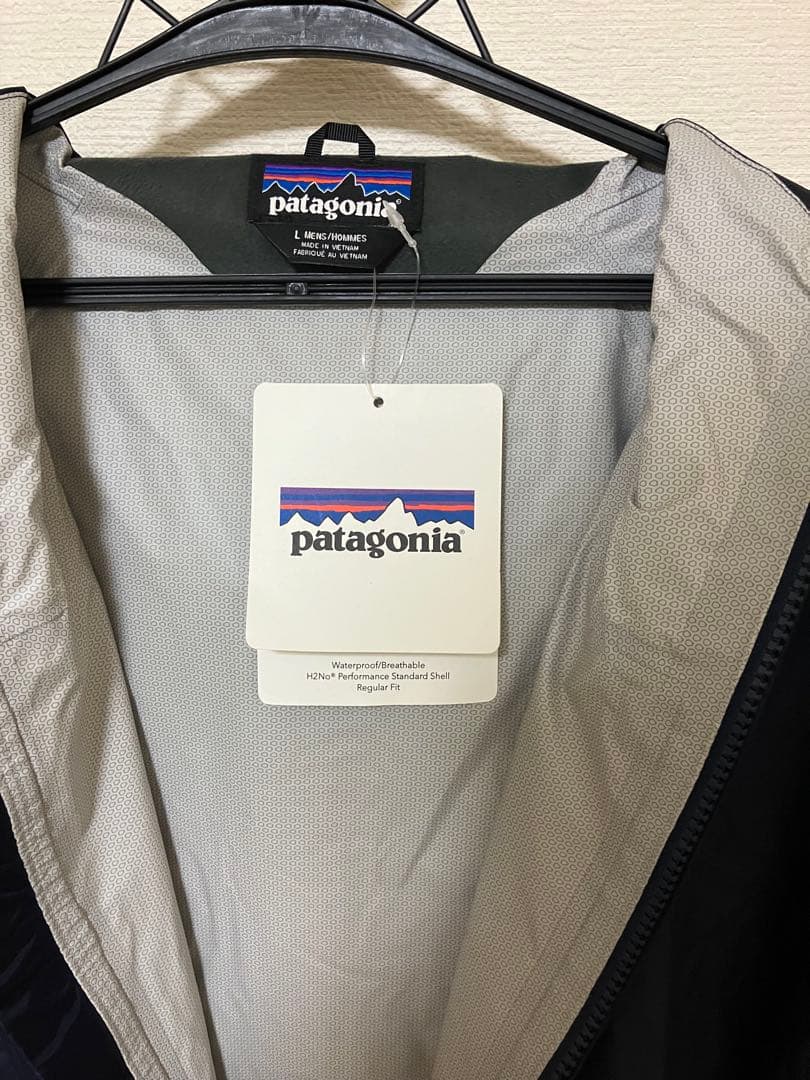 patagonia®
L MENS/HOMMES
MADE IN VIETNAM
FABRIQUÉ AU VIETNAM
patagonia®
Waterproof/Breathable
H2No® Performance Standard Shell
Regular Fit